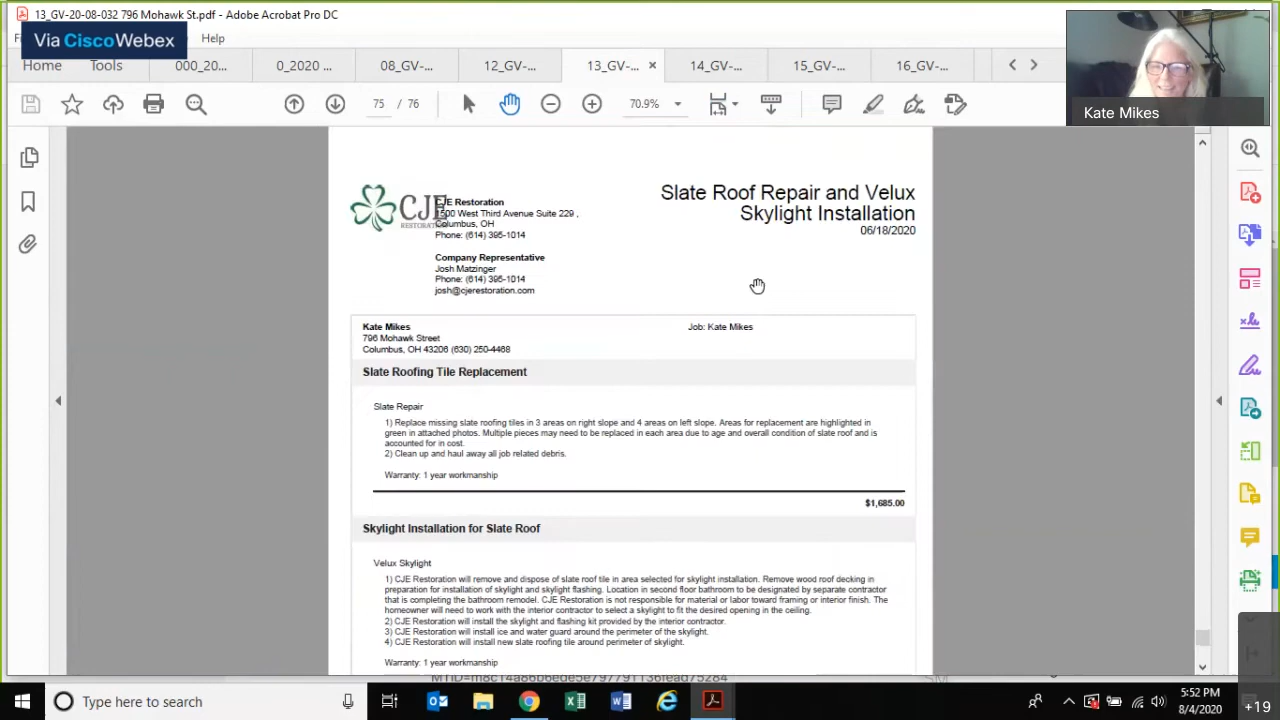 13_GV-20-08-032 796 Mohawk St.pdf - Adobe Acrobat Pro DC
Via Cisco Webex
Help
Home Tools 000_20... 0_2020 ... 08_GV-... 12_GV-... 13_GV-... × 14_GV-... 15_GV-... 16_GV-...
75 / 76 70.9%
Kate Mikes
CJE
RESTORATION
CJE Restoration
1500 West Third Avenue Suite 229 ,
Columbus, OH
Phone: (614) 395-1014
Slate Roof Repair and Velux
Skylight Installation
06/18/2020
Company Representative
Josh Matzinger
Phone: (614) 395-1014
josh@cjerestoration.com
Kate Mikes Job: Kate Mikes
796 Mohawk Street
Columbus, OH 43206 (630) 250-4468
Slate Roofing Tile Replacement
Slate Repair
1) Replace missing slate roofing tiles in 3 areas on right slope and 4 areas on left slope. Areas for replacement are highlighted in
green in attached photos. Multiple pieces may need to be replaced in each area due to age and overall condition of slate roof and is
accounted for in cost.
2) Clean up and haul away all job related debris.
Warranty: 1 year workmanship
$1,685.00
Skylight Installation for Slate Roof
Velux Skylight
1) CJE Restoration will remove and dispose of slate roof tile in area selected for skylight installation. Remove wood roof decking in
preparation for installation of skylight and skylight flashing. Location in second floor bathroom to be designated by separate contractor
that is completing the bathroom remodel. CJE Restoration is not responsible for material or labor toward framing or interior finish. The
homeowner will need to work with the interior contractor to select a skylight to fit the desired opening in the ceiling.
2) CJE Restoration will install the skylight and flashing kit provided by the interior contractor.
3) CJE Restoration will install ice and water guard around the perimeter of the skylight.
4) CJE Restoration will install new slate roofing tile around perimeter of skylight.
Warranty: 1 year workmanship
Type here to search
5:52 PM
8/4/2020
+19